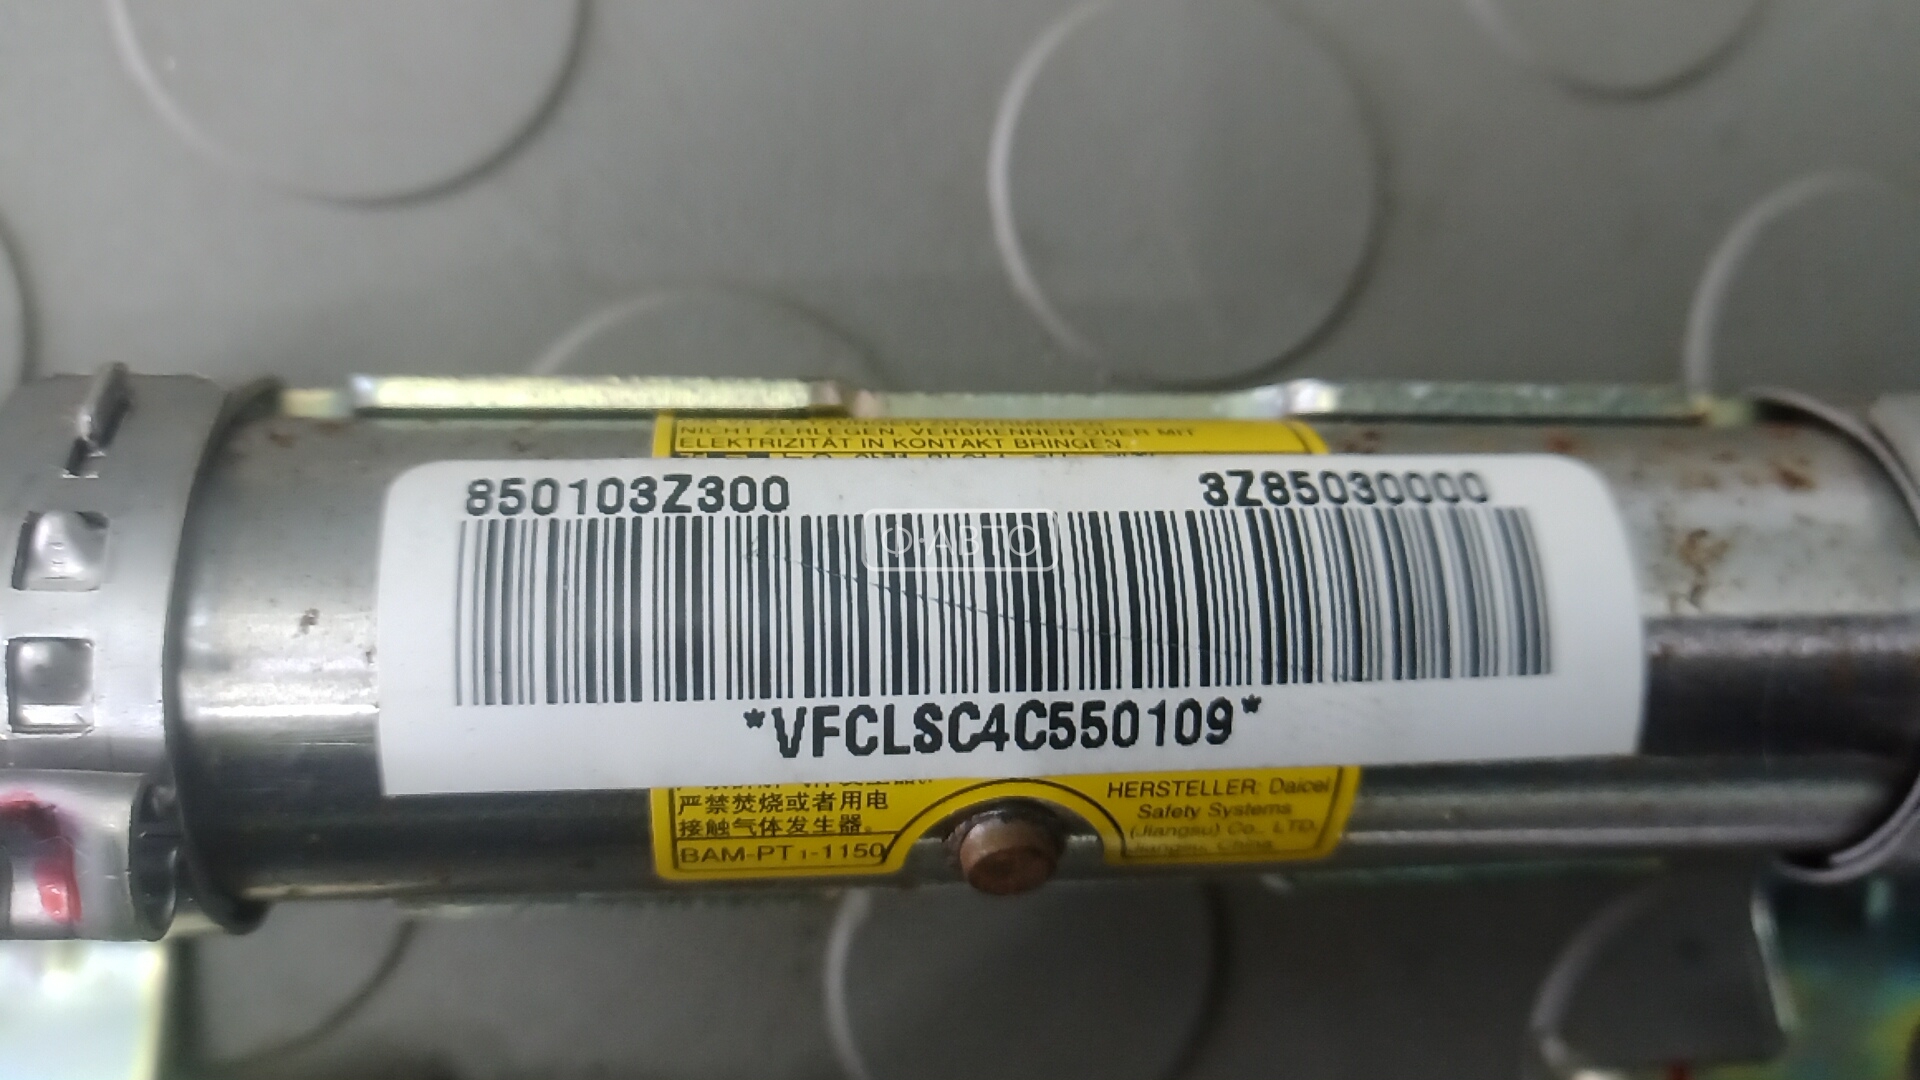 NICHT ZERLEGEN, VERBRENNEN ODER MIT
ELEKTRIZITÄT IN KONTAKT BRINGEN.
850103Z300
3Z85030000
О·АВТО
*VFCLSC4C550109*
严禁焚烧或者用电
接触气体发生器。
BAM-PT₁-1150
HERSTELLER: Daicel
Safety Systems
(Jiangsu) Co., LTD.
Jiangsu, China